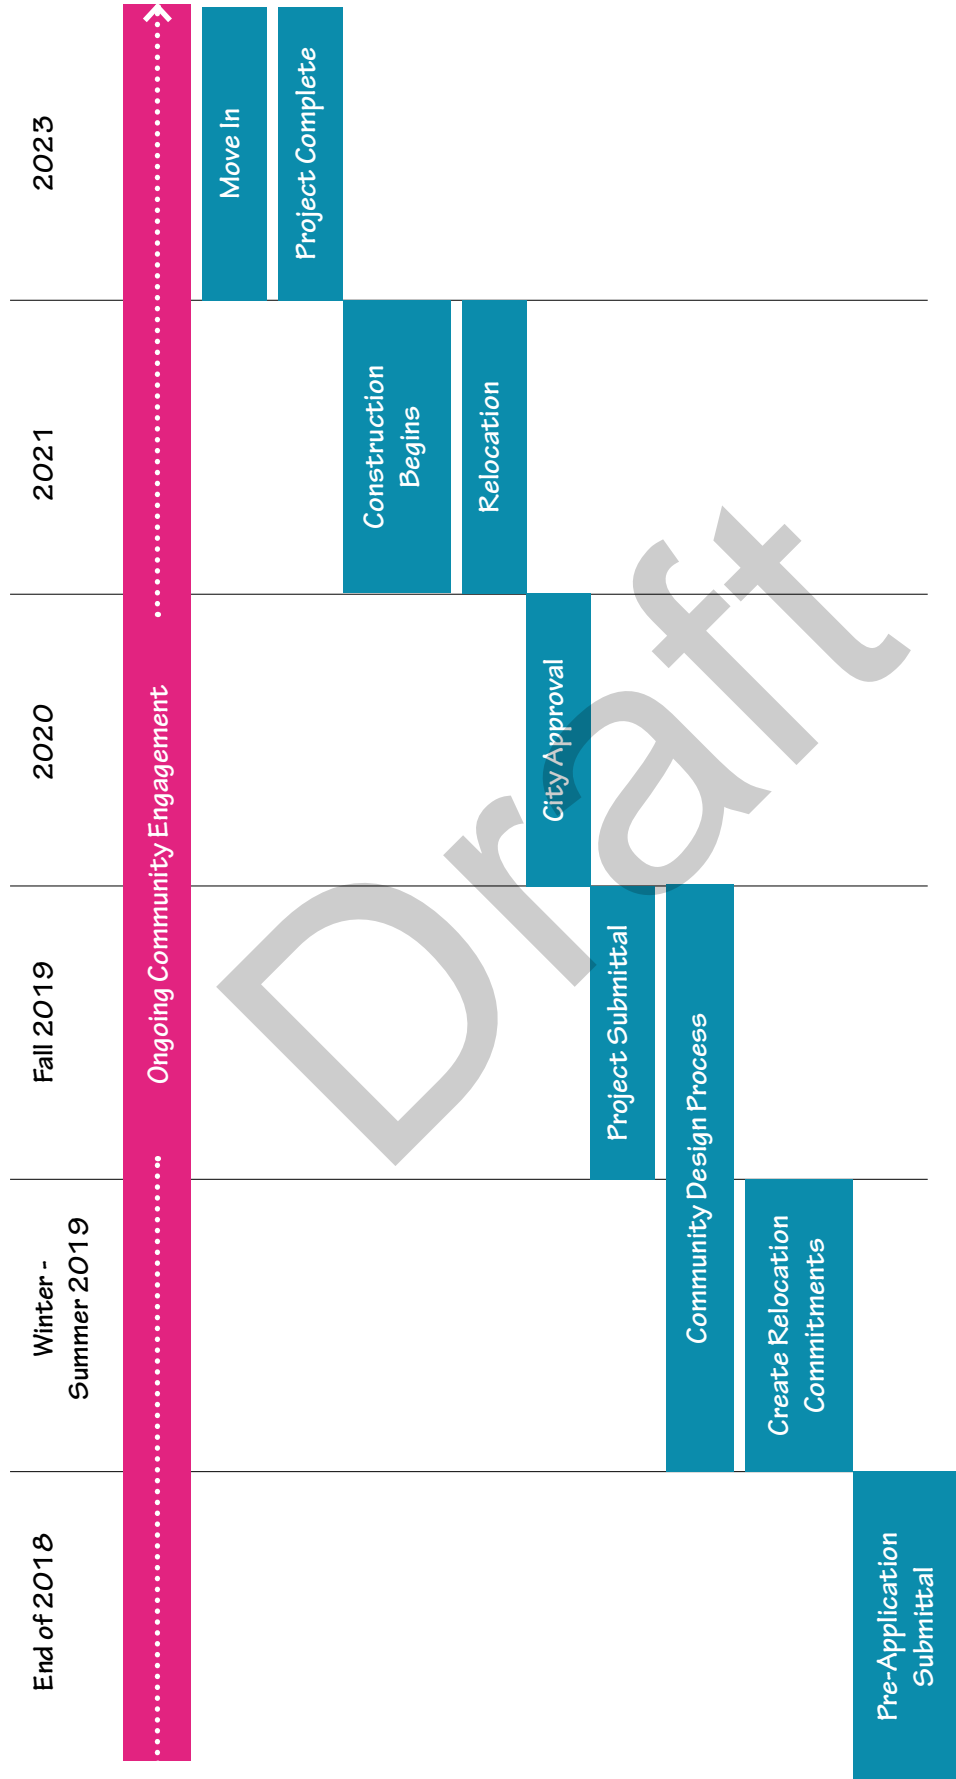 End of 2018
Winter -
Summer 2019
Fall 2019
2020
2021
2023
Ongoing Community Engagement
Move In
Project Complete
Construction
Begins
Relocation
City Approval
Project Submittal
Community Design Process
Create Relocation
Commitments
Pre-Application
Submittal
Draft